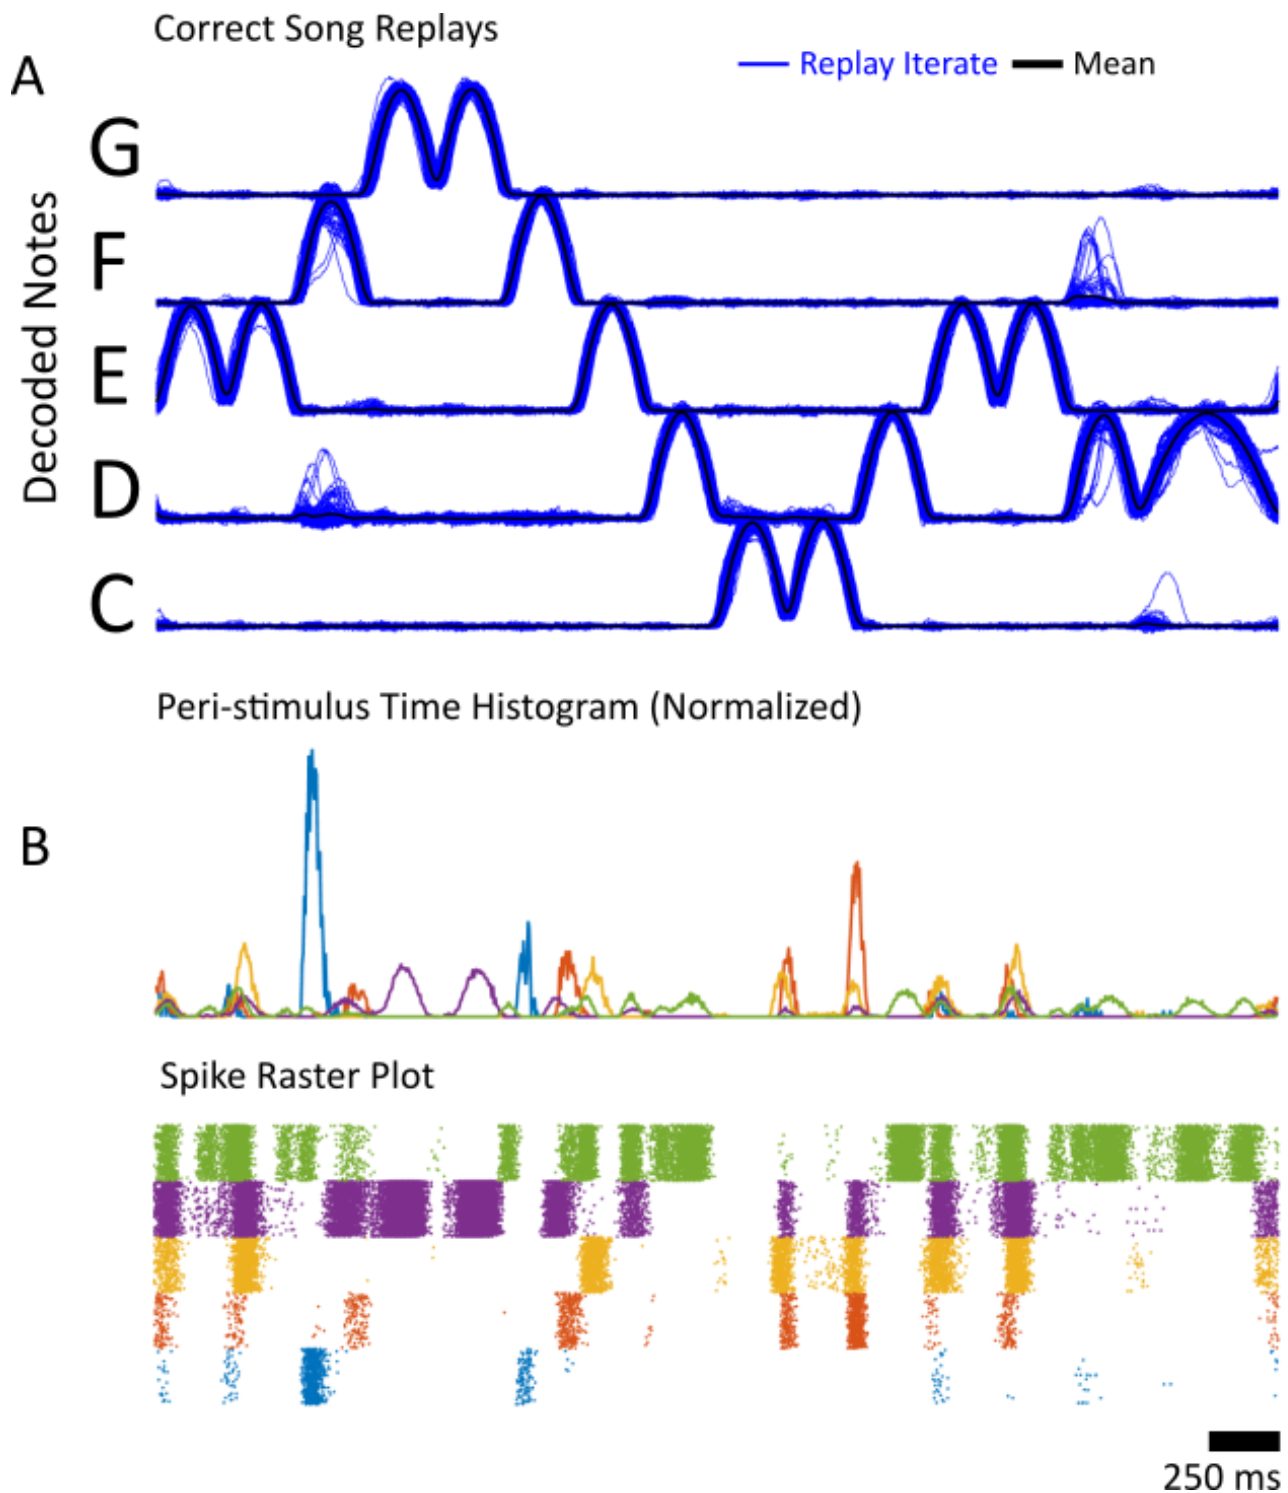 Correct Song Replays
A
Replay Iterate
Mean
Decoded Notes
G
F
E
D
C
Peri-stimulus Time Histogram (Normalized)
B
Spike Raster Plot
250 ms